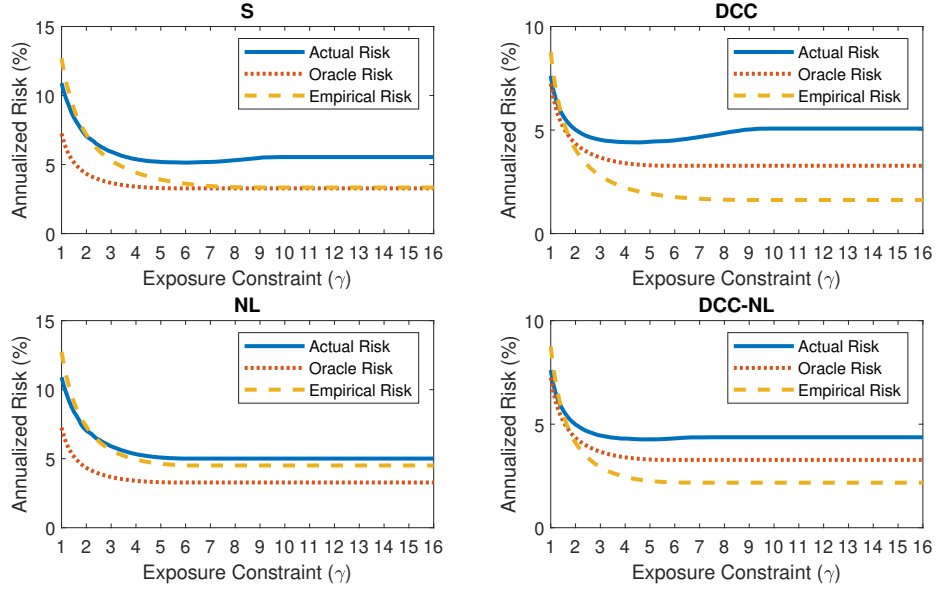 S
15
10
5
0
Annualized Risk (%)
Actual Risk
Oracle Risk
Empirical Risk
1 2 3 4 5 6 7 8 9 10 11 12 13 14 15 16
Exposure Constraint (γ)
DCC
10
5
0
Annualized Risk (%)
Actual Risk
Oracle Risk
Empirical Risk
1 2 3 4 5 6 7 8 9 10 11 12 13 14 15 16
Exposure Constraint (γ)
NL
15
10
5
0
Annualized Risk (%)
Actual Risk
Oracle Risk
Empirical Risk
1 2 3 4 5 6 7 8 9 10 11 12 13 14 15 16
Exposure Constraint (γ)
DCC-NL
10
5
0
Annualized Risk (%)
Actual Risk
Oracle Risk
Empirical Risk
1 2 3 4 5 6 7 8 9 10 11 12 13 14 15 16
Exposure Constraint (γ)